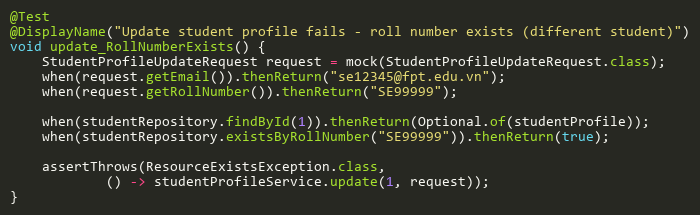 @Test
@DisplayName("Update student profile fails - roll number exists (different student)")
void update_RollNumberExists() {
    StudentProfileUpdateRequest request = mock(StudentProfileUpdateRequest.class);
    when(request.getEmail()).thenReturn("se12345@fpt.edu.vn");
    when(request.getRollNumber()).thenReturn("SE99999");

    when(studentRepository.findById(1)).thenReturn(Optional.of(studentProfile));
    when(studentRepository.existsByRollNumber("SE99999")).thenReturn(true);

    assertThrows(ResourceExistsException.class,
            () -> studentProfileService.update(1, request));
}